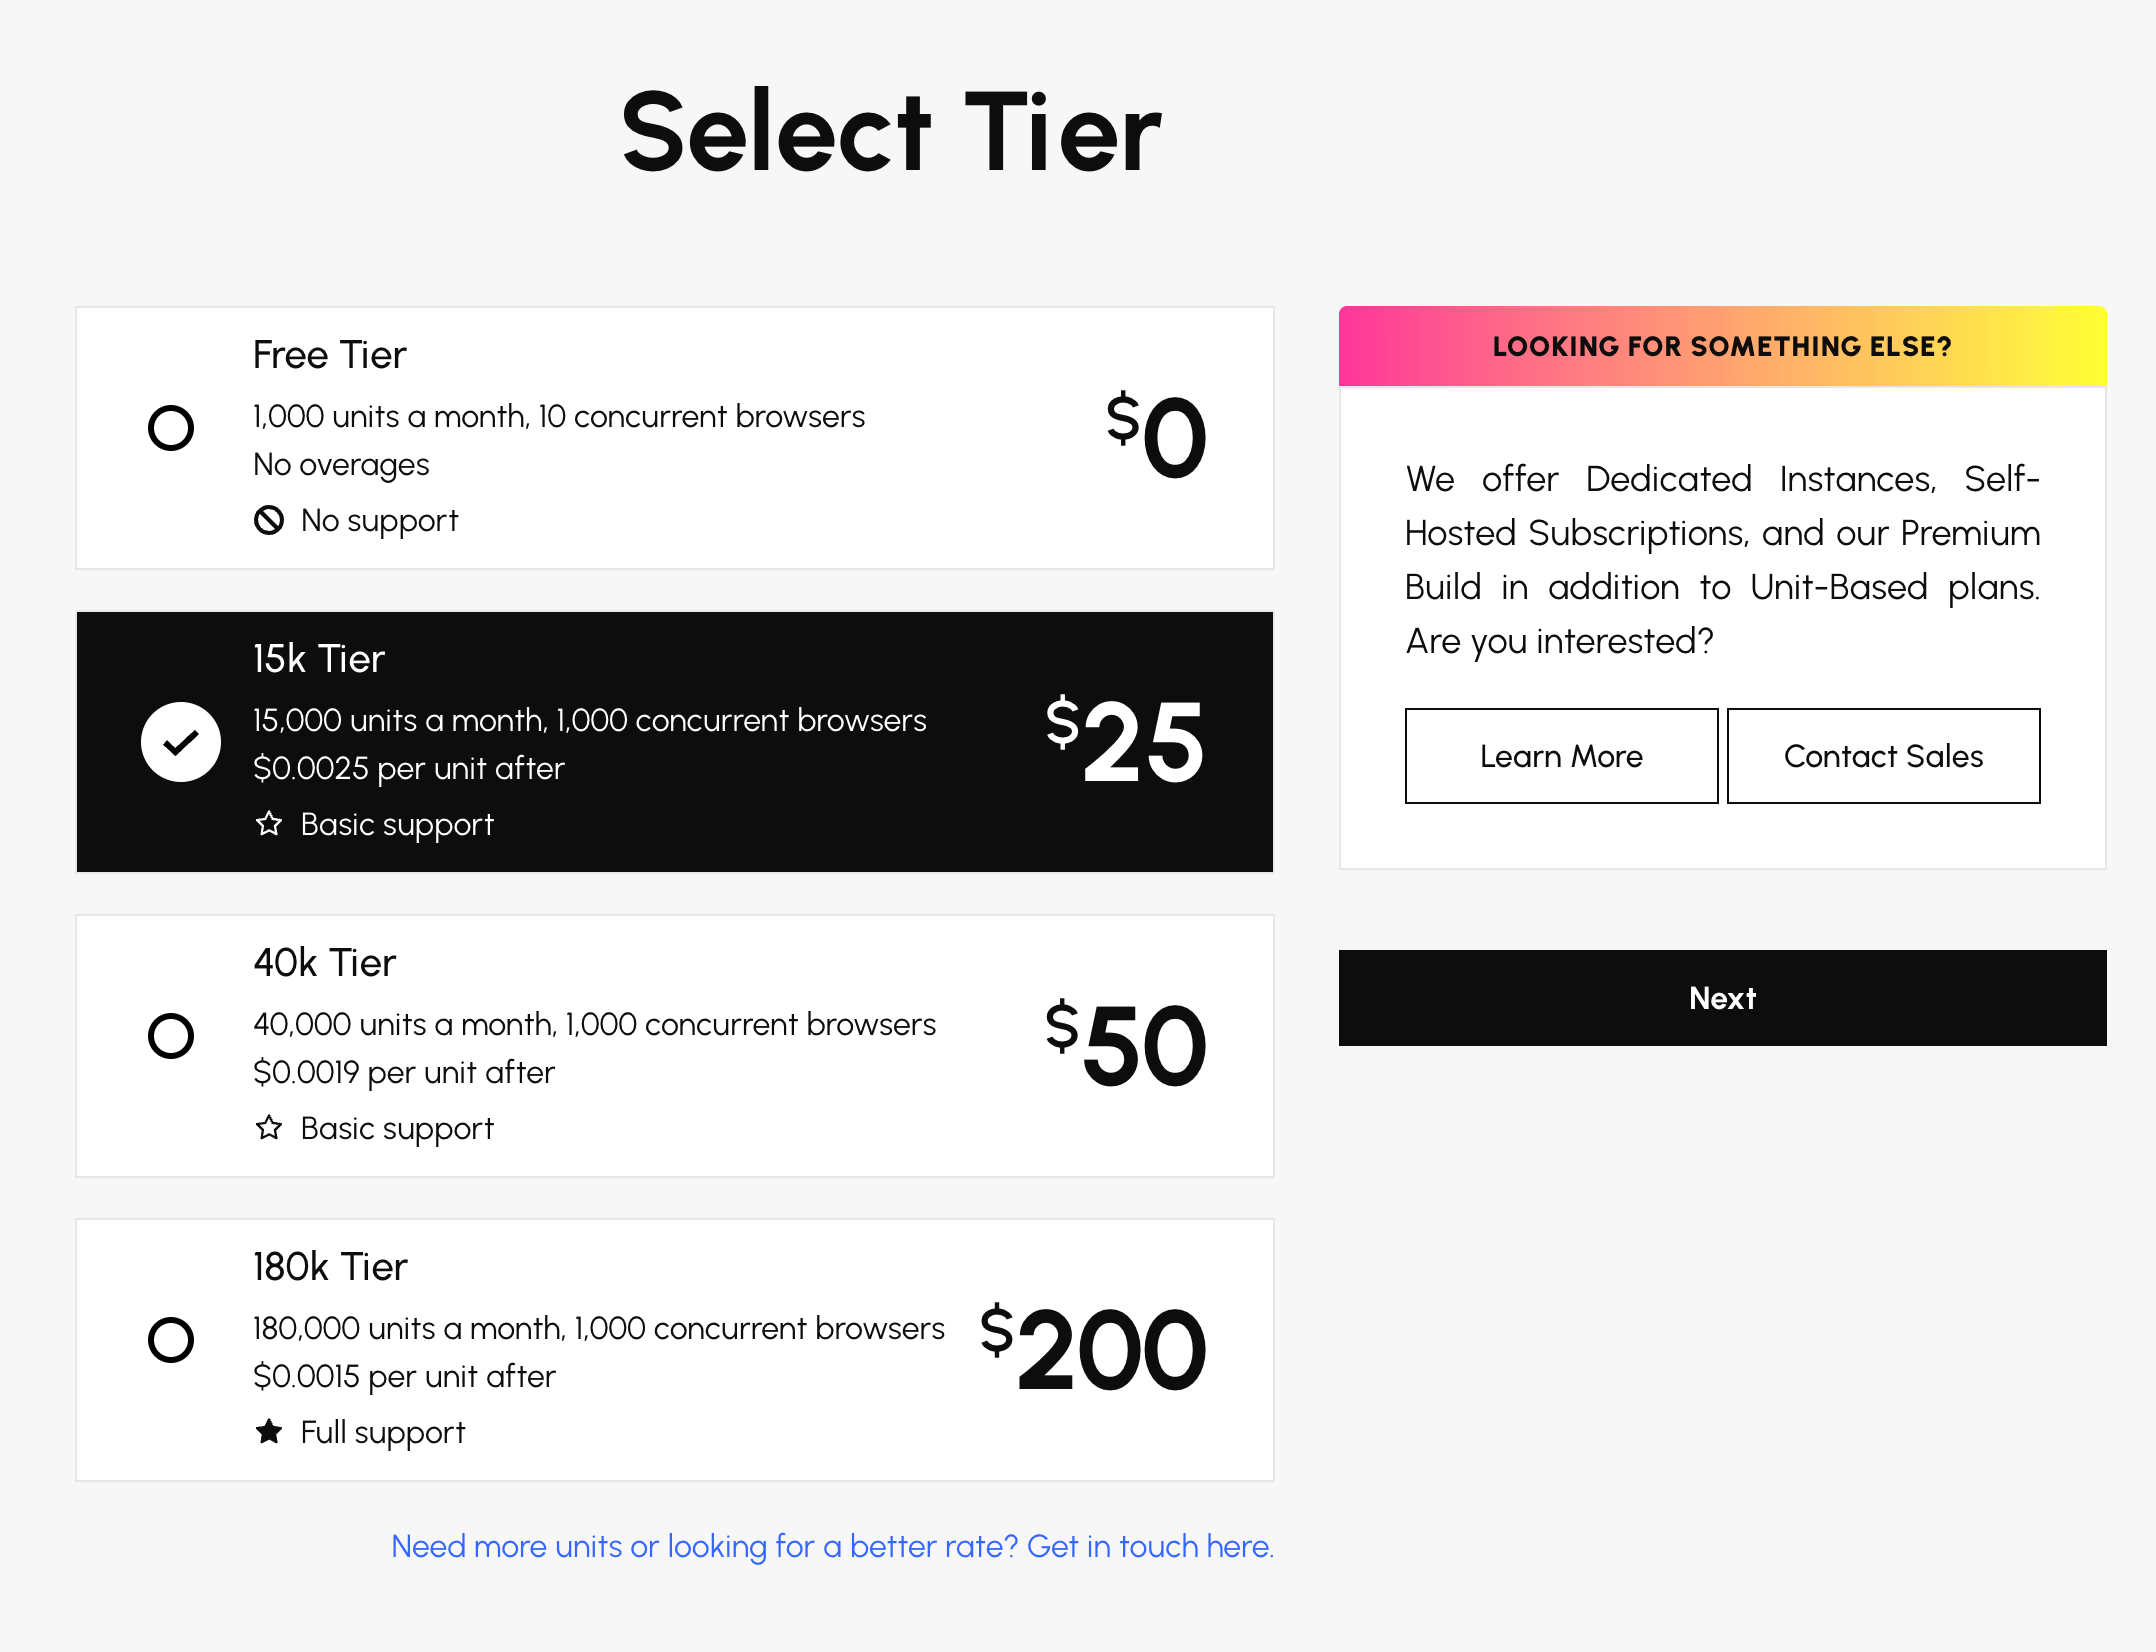 Select Tier
Free Tier
1,000 units a month, 10 concurrent browsers
No overages
No support
$0
15k Tier
15,000 units a month, 1,000 concurrent browsers
$0.0025 per unit after
Basic support
$25
40k Tier
40,000 units a month, 1,000 concurrent browsers
$0.0019 per unit after
Basic support
$50
180k Tier
180,000 units a month, 1,000 concurrent browsers
$0.0015 per unit after
Full support
$200
Need more units or looking for a better rate? Get in touch here.
LOOKING FOR SOMETHING ELSE?
We offer Dedicated Instances, Self-
Hosted Subscriptions, and our Premium
Build in addition to Unit-Based plans.
Are you interested?
Learn More
Contact Sales
Next